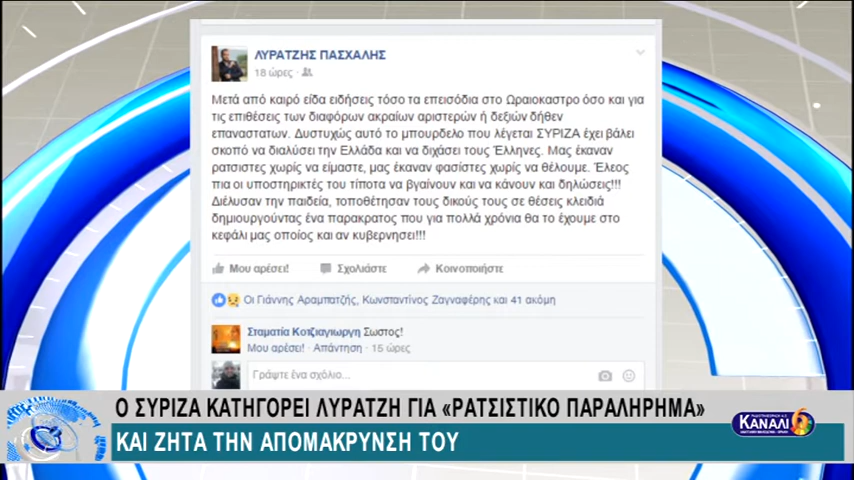 ΛΥΡΑΤΖΗΣ ΠΑΣΧΑΛΗΣ
18 ώρες
Μετά από καιρό είδα ειδήσεις τόσο τα επεισόδια στο Ωραιοκαστρο όσο και για
τις επιθέσεις των διαφόρων ακραίων αριστερών ή δεξιών δήθεν
επαναστατων. Δυστυχώς αυτό το μπουρδελο που λέγεται ΣΥΡΙΖΑ έχει βάλει
σκοπό να διαλύσει την Ελλάδα και να διχάσει τους Έλληνες. Μας έκαναν
ρατσιστες χωρίς να είμαστε, μας έκαναν φασίστες χωρίς να θέλουμε. Έλεος
πια οι υποστηρικτές του τίποτα να βγαίνουν και να κάνουν και δηλώσεις!!!
Διέλυσαν την παιδεία, τοποθέτησαν τους δικούς τους σε θέσεις κλειδιά
δημιουργούντας ένα παρακρατος που για πολλά χρόνια θα το έχουμε στο
κεφάλι μας οποίος και αν κυβερνησει!!!
Μου αρέσει! Σχολιάστε Κοινοποιήστε
Οι Γιάννης Αραμπατζής, Κωνσταντίνος Ζαγναφέρης και 41 ακόμη
Σταματία Κοτζιαγιωργη Σωστος!
Μου αρέσει! · Απάντηση · 15 ώρες
Γράψτε ένα σχόλιο...
Ο ΣΥΡΙΖΑ ΚΑΤΗΓΟΡΕΙ ΛΥΡΑΤΖΗ ΓΙΑ «ΡΑΤΣΙΣΤΙΚΟ ΠΑΡΑΛΗΡΗΜΑ»
ΚΑΝΑΛΙ 6
ΚΑΙ ΖΗΤΑ ΤΗΝ ΑΠΟΜΑΚΡΥΝΣΗ ΤΟΥ